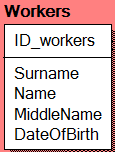 Workers
ID_workers
Surname
Name
MiddleName
DateOfBirth